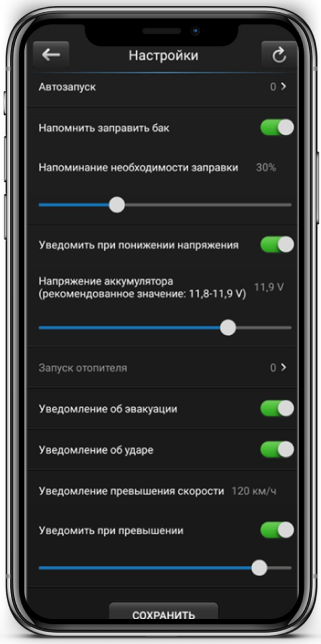 Настройки
Автозапуск 0 >
Напомнить заправить бак
Напоминание необходимости заправки 30%
Уведомить при понижении напряжения
Напряжение аккумулятора
(рекомендованное значение: 11,8-11,9 V) 11,9 V
Запуск отопителя 0 >
Уведомление об эвакуации
Уведомление об ударе
Уведомление превышения скорости 120 км/ч
Уведомить при превышении
СОХРАНИТЬ